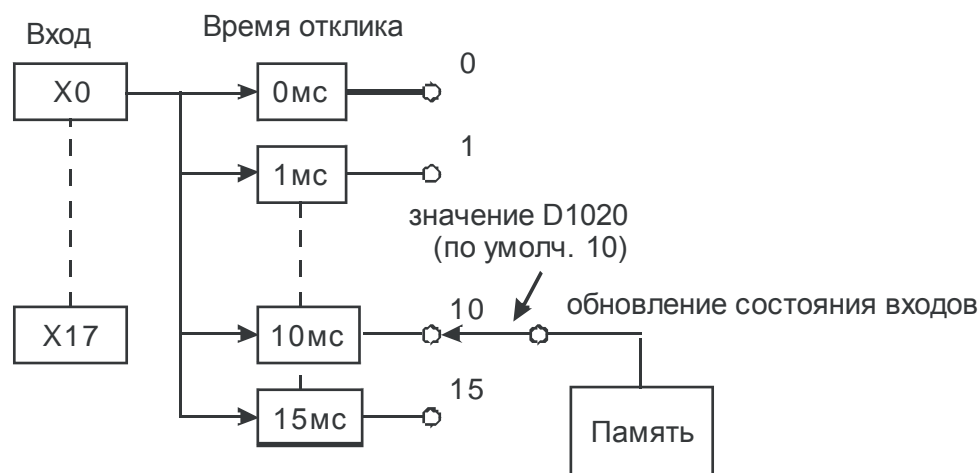 Вход
Время отклика
X0
0мс
0
1мс
1
значение D1020
(по умолч. 10)
X17
10мс
10
обновление состояния входов
15мс
15
Память